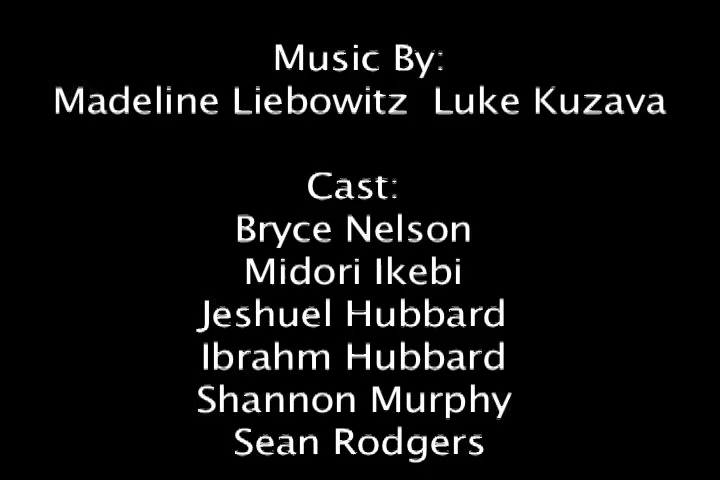 Music By:
Madeline Liebowitz  Luke Kuzava
Cast:
Bryce Nelson
Midori Ikebi
Jeshuel Hubbard
Ibrahm Hubbard
Shannon Murphy
Sean Rodgers